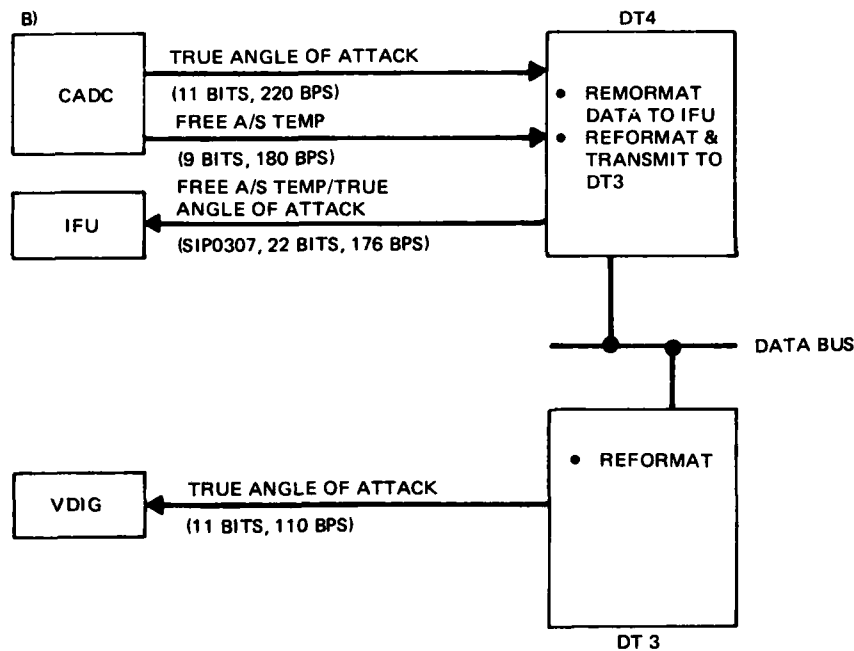 B)
DT4
CADC
TRUE ANGLE OF ATTACK
(11 BITS, 220 BPS)
FREE A/S TEMP
(9 BITS, 180 BPS)
• REMORMAT
DATA TO IFU
• REFORMAT &
TRANSMIT TO
DT3
IFU
FREE A/S TEMP/TRUE
ANGLE OF ATTACK
(SIP0307, 22 BITS, 176 BPS)
DATA BUS
• REFORMAT
VDIG
TRUE ANGLE OF ATTACK
(11 BITS, 110 BPS)
DT 3